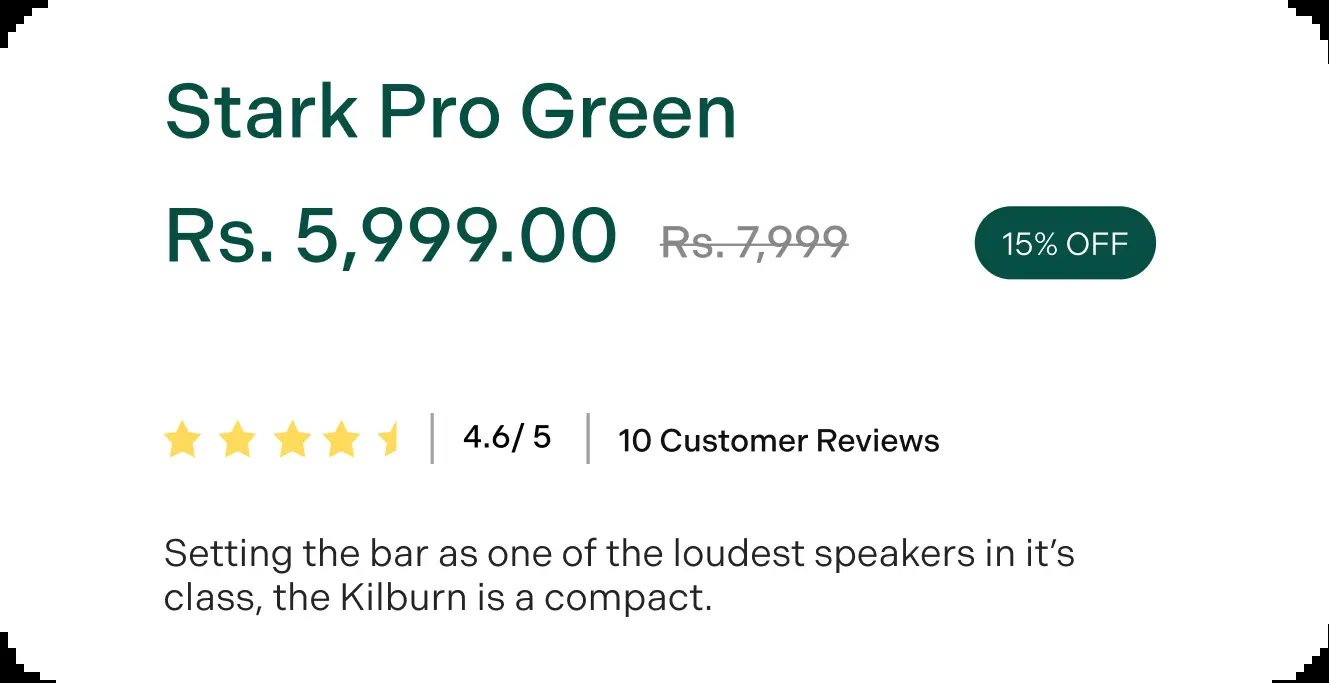 Stark Pro Green
Rs. 5,999.00 Rs. 7,999 15% OFF
4.6/ 5 10 Customer Reviews
Setting the bar as one of the loudest speakers in it’s
class, the Kilburn is a compact.